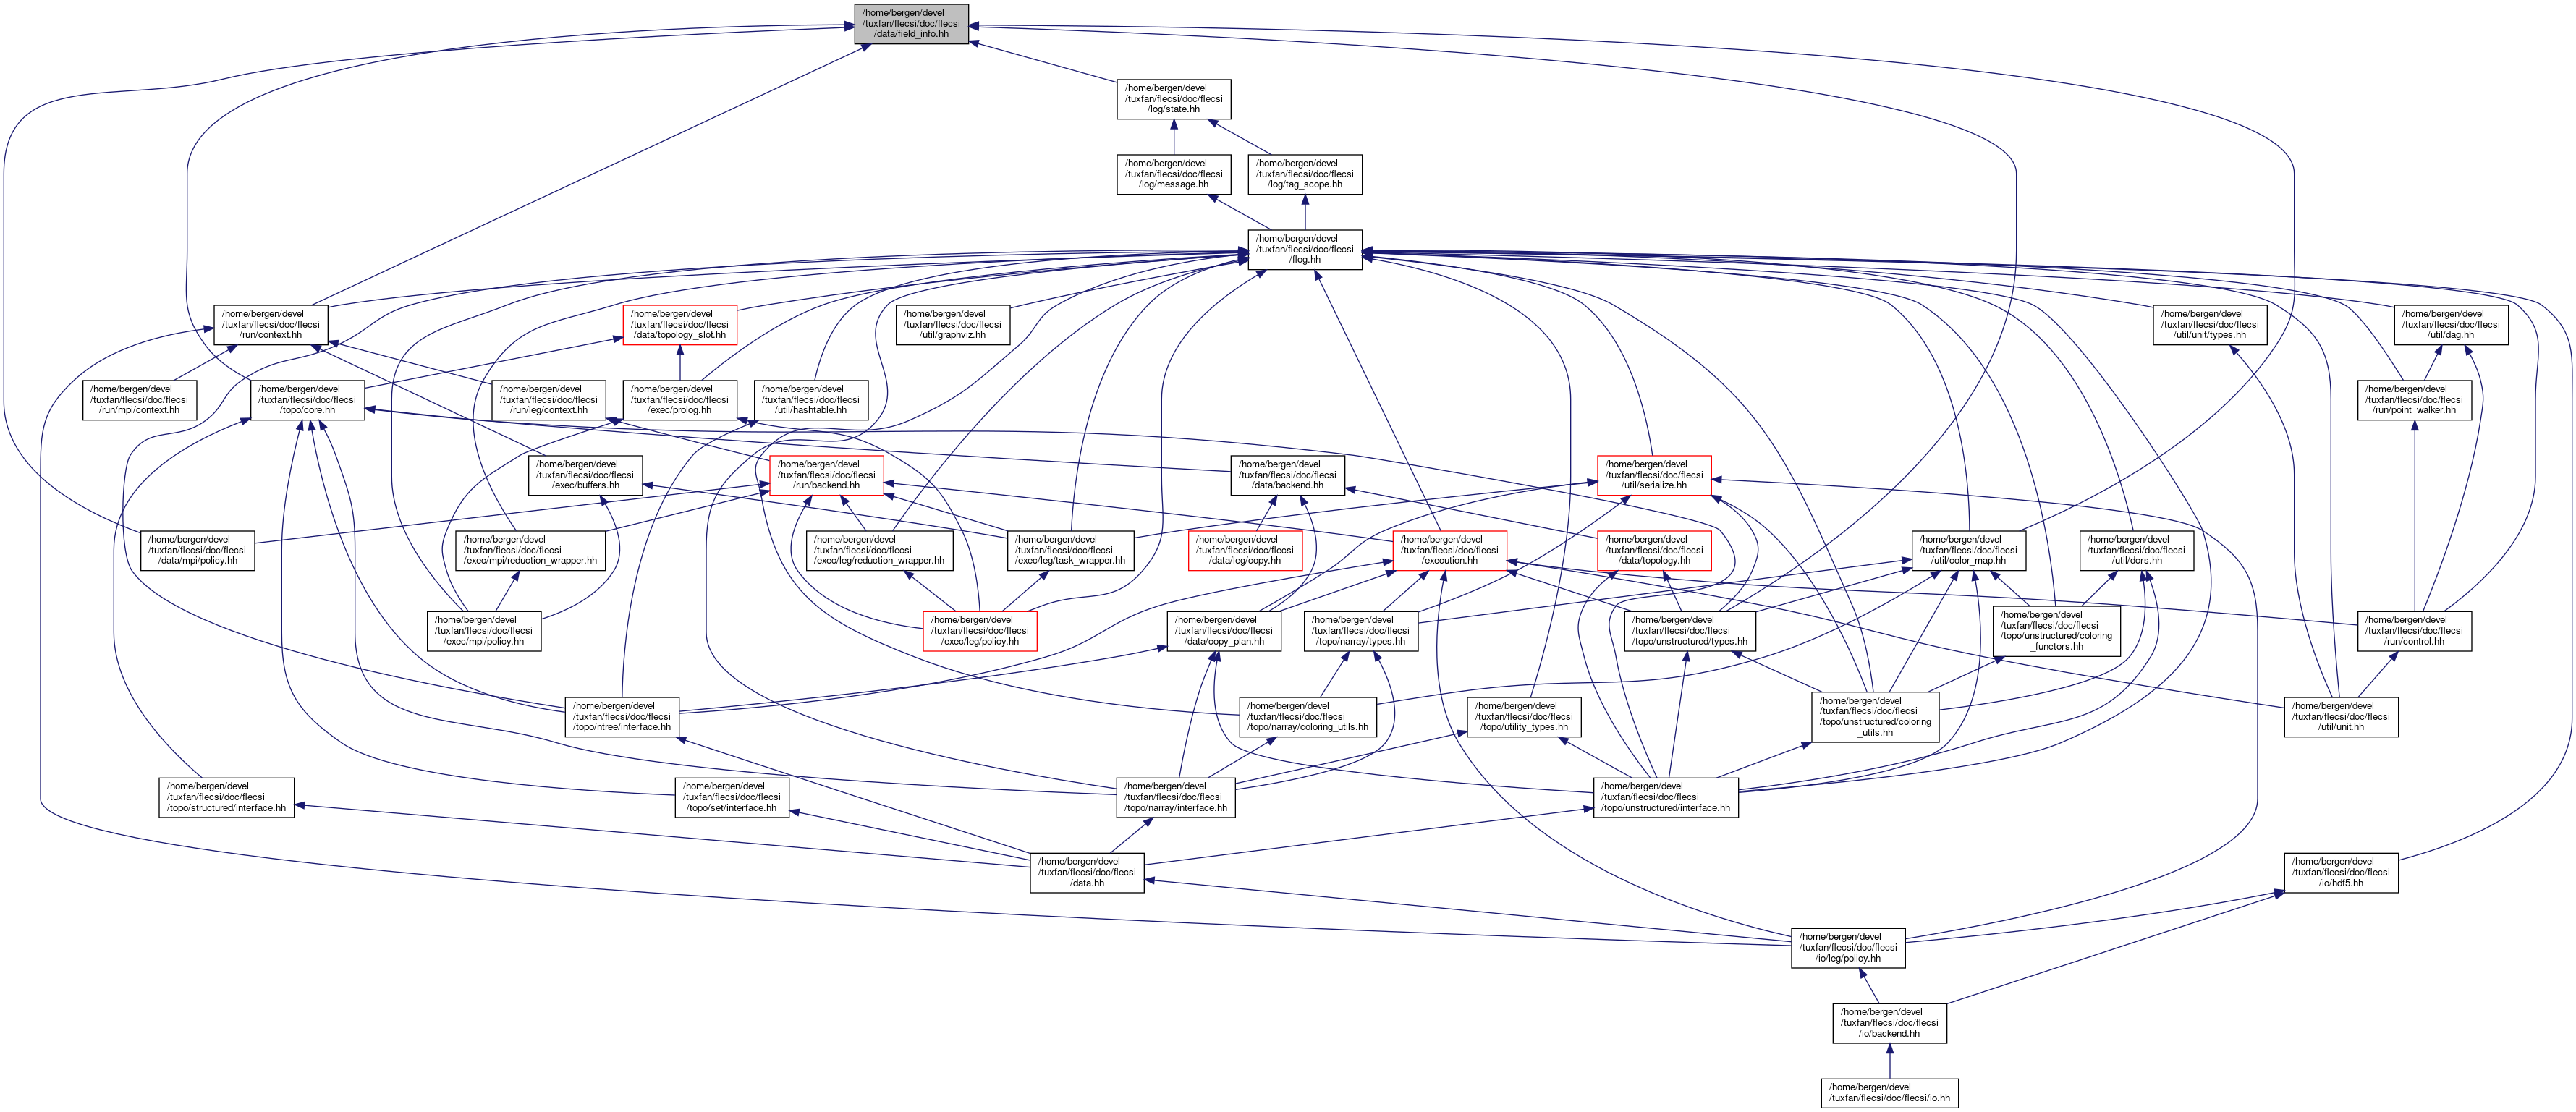 /home/bergen/devel
/tuxfan/flecsi/doc/flecsi
/data/field_info.hh
/home/bergen/devel
/tuxfan/flecsi/doc/flecsi
/log/state.hh
/home/bergen/devel
/tuxfan/flecsi/doc/flecsi
/log/message.hh
/home/bergen/devel
/tuxfan/flecsi/doc/flecsi
/log/tag_scope.hh
/home/bergen/devel
/tuxfan/flecsi/doc/flecsi
/flog.hh
/home/bergen/devel
/tuxfan/flecsi/doc/flecsi
/run/context.hh
/home/bergen/devel
/tuxfan/flecsi/doc/flecsi
/data/topology_slot.hh
/home/bergen/devel
/tuxfan/flecsi/doc/flecsi
/util/graphviz.hh
/home/bergen/devel
/tuxfan/flecsi/doc/flecsi
/util/unit/types.hh
/home/bergen/devel
/tuxfan/flecsi/doc/flecsi
/util/dag.hh
/home/bergen/devel
/tuxfan/flecsi/doc/flecsi
/run/mpi/context.hh
/home/bergen/devel
/tuxfan/flecsi/doc/flecsi
/topo/core.hh
/home/bergen/devel
/tuxfan/flecsi/doc/flecsi
/run/leg/context.hh
/home/bergen/devel
/tuxfan/flecsi/doc/flecsi
/exec/prolog.hh
/home/bergen/devel
/tuxfan/flecsi/doc/flecsi
/util/hashtable.hh
/home/bergen/devel
/tuxfan/flecsi/doc/flecsi
/run/point_walker.hh
/home/bergen/devel
/tuxfan/flecsi/doc/flecsi
/exec/buffers.hh
/home/bergen/devel
/tuxfan/flecsi/doc/flecsi
/run/backend.hh
/home/bergen/devel
/tuxfan/flecsi/doc/flecsi
/data/backend.hh
/home/bergen/devel
/tuxfan/flecsi/doc/flecsi
/util/serialize.hh
/home/bergen/devel
/tuxfan/flecsi/doc/flecsi
/data/mpi/policy.hh
/home/bergen/devel
/tuxfan/flecsi/doc/flecsi
/exec/mpi/reduction_wrapper.hh
/home/bergen/devel
/tuxfan/flecsi/doc/flecsi
/exec/leg/reduction_wrapper.hh
/home/bergen/devel
/tuxfan/flecsi/doc/flecsi
/exec/leg/task_wrapper.hh
/home/bergen/devel
/tuxfan/flecsi/doc/flecsi
/data/leg/copy.hh
/home/bergen/devel
/tuxfan/flecsi/doc/flecsi
/execution.hh
/home/bergen/devel
/tuxfan/flecsi/doc/flecsi
/data/topology.hh
/home/bergen/devel
/tuxfan/flecsi/doc/flecsi
/util/color_map.hh
/home/bergen/devel
/tuxfan/flecsi/doc/flecsi
/util/dcrs.hh
/home/bergen/devel
/tuxfan/flecsi/doc/flecsi
/exec/mpi/policy.hh
/home/bergen/devel
/tuxfan/flecsi/doc/flecsi
/exec/leg/policy.hh
/home/bergen/devel
/tuxfan/flecsi/doc/flecsi
/data/copy_plan.hh
/home/bergen/devel
/tuxfan/flecsi/doc/flecsi
/topo/narray/types.hh
/home/bergen/devel
/tuxfan/flecsi/doc/flecsi
/topo/unstructured/types.hh
/home/bergen/devel
/tuxfan/flecsi/doc/flecsi
/topo/unstructured/coloring
_functors.hh
/home/bergen/devel
/tuxfan/flecsi/doc/flecsi
/run/control.hh
/home/bergen/devel
/tuxfan/flecsi/doc/flecsi
/topo/ntree/interface.hh
/home/bergen/devel
/tuxfan/flecsi/doc/flecsi
/topo/narray/coloring_utils.hh
/home/bergen/devel
/tuxfan/flecsi/doc/flecsi
/topo/utility_types.hh
/home/bergen/devel
/tuxfan/flecsi/doc/flecsi
/topo/unstructured/coloring
_utils.hh
/home/bergen/devel
/tuxfan/flecsi/doc/flecsi
/util/unit.hh
/home/bergen/devel
/tuxfan/flecsi/doc/flecsi
/topo/structured/interface.hh
/home/bergen/devel
/tuxfan/flecsi/doc/flecsi
/topo/set/interface.hh
/home/bergen/devel
/tuxfan/flecsi/doc/flecsi
/topo/narray/interface.hh
/home/bergen/devel
/tuxfan/flecsi/doc/flecsi
/topo/unstructured/interface.hh
/home/bergen/devel
/tuxfan/flecsi/doc/flecsi
/data.hh
/home/bergen/devel
/tuxfan/flecsi/doc/flecsi
/io/hdf5.hh
/home/bergen/devel
/tuxfan/flecsi/doc/flecsi
/io/leg/policy.hh
/home/bergen/devel
/tuxfan/flecsi/doc/flecsi
/io/backend.hh
/home/bergen/devel
/tuxfan/flecsi/doc/flecsi/io.hh